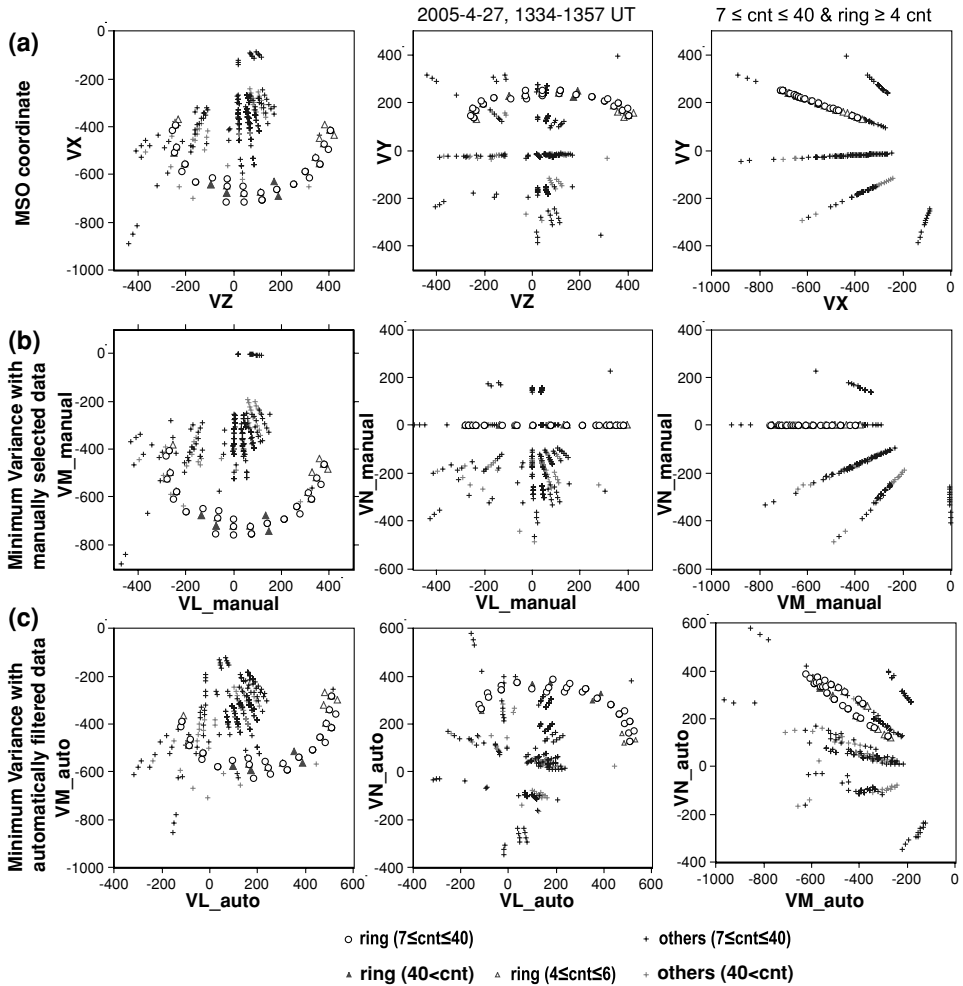 2005-4-27, 1334-1357 UT
7 ≤ cnt ≤ 40 & ring ≥ 4 cnt
(a)
MSO coordinate
VX
0
-200
-400
-600
-800
-1000
-400 -200 0 200 400
VZ
VY
400
200
0
-200
-400
-400 -200 0 200 400
VZ
VY
400
200
0
-200
-400
-1000 -800 -600 -400 -200 0
VX
(b)
Minimum Variance with
manually selected data
VM_manual
0
-200
-400
-600
-800
-400 -200 0 200 400
VL_manual
VN_manual
400
200
0
-200
-400
-600
-400 -200 0 200 400
VL_manual
VN_manual
400
200
0
-200
-400
-600
-1000 -800 -600 -400 -200 0
VM_manual
(c)
Minimum Variance with
automatically filtered data
VM_auto
0
-200
-400
-600
-800
-1000
-400 -200 0 200 400 600
VL_auto
VN_auto
600
400
200
0
-200
-400
-400 -200 0 200 400 600
VL_auto
VN_auto
600
400
200
0
-200
-400
-1000 -800 -600 -400 -200 0
VM_auto
ring (7≤cnt≤40)
others (7≤cnt≤40)
ring (40<cnt)
ring (4≤cnt≤6)
others (40<cnt)